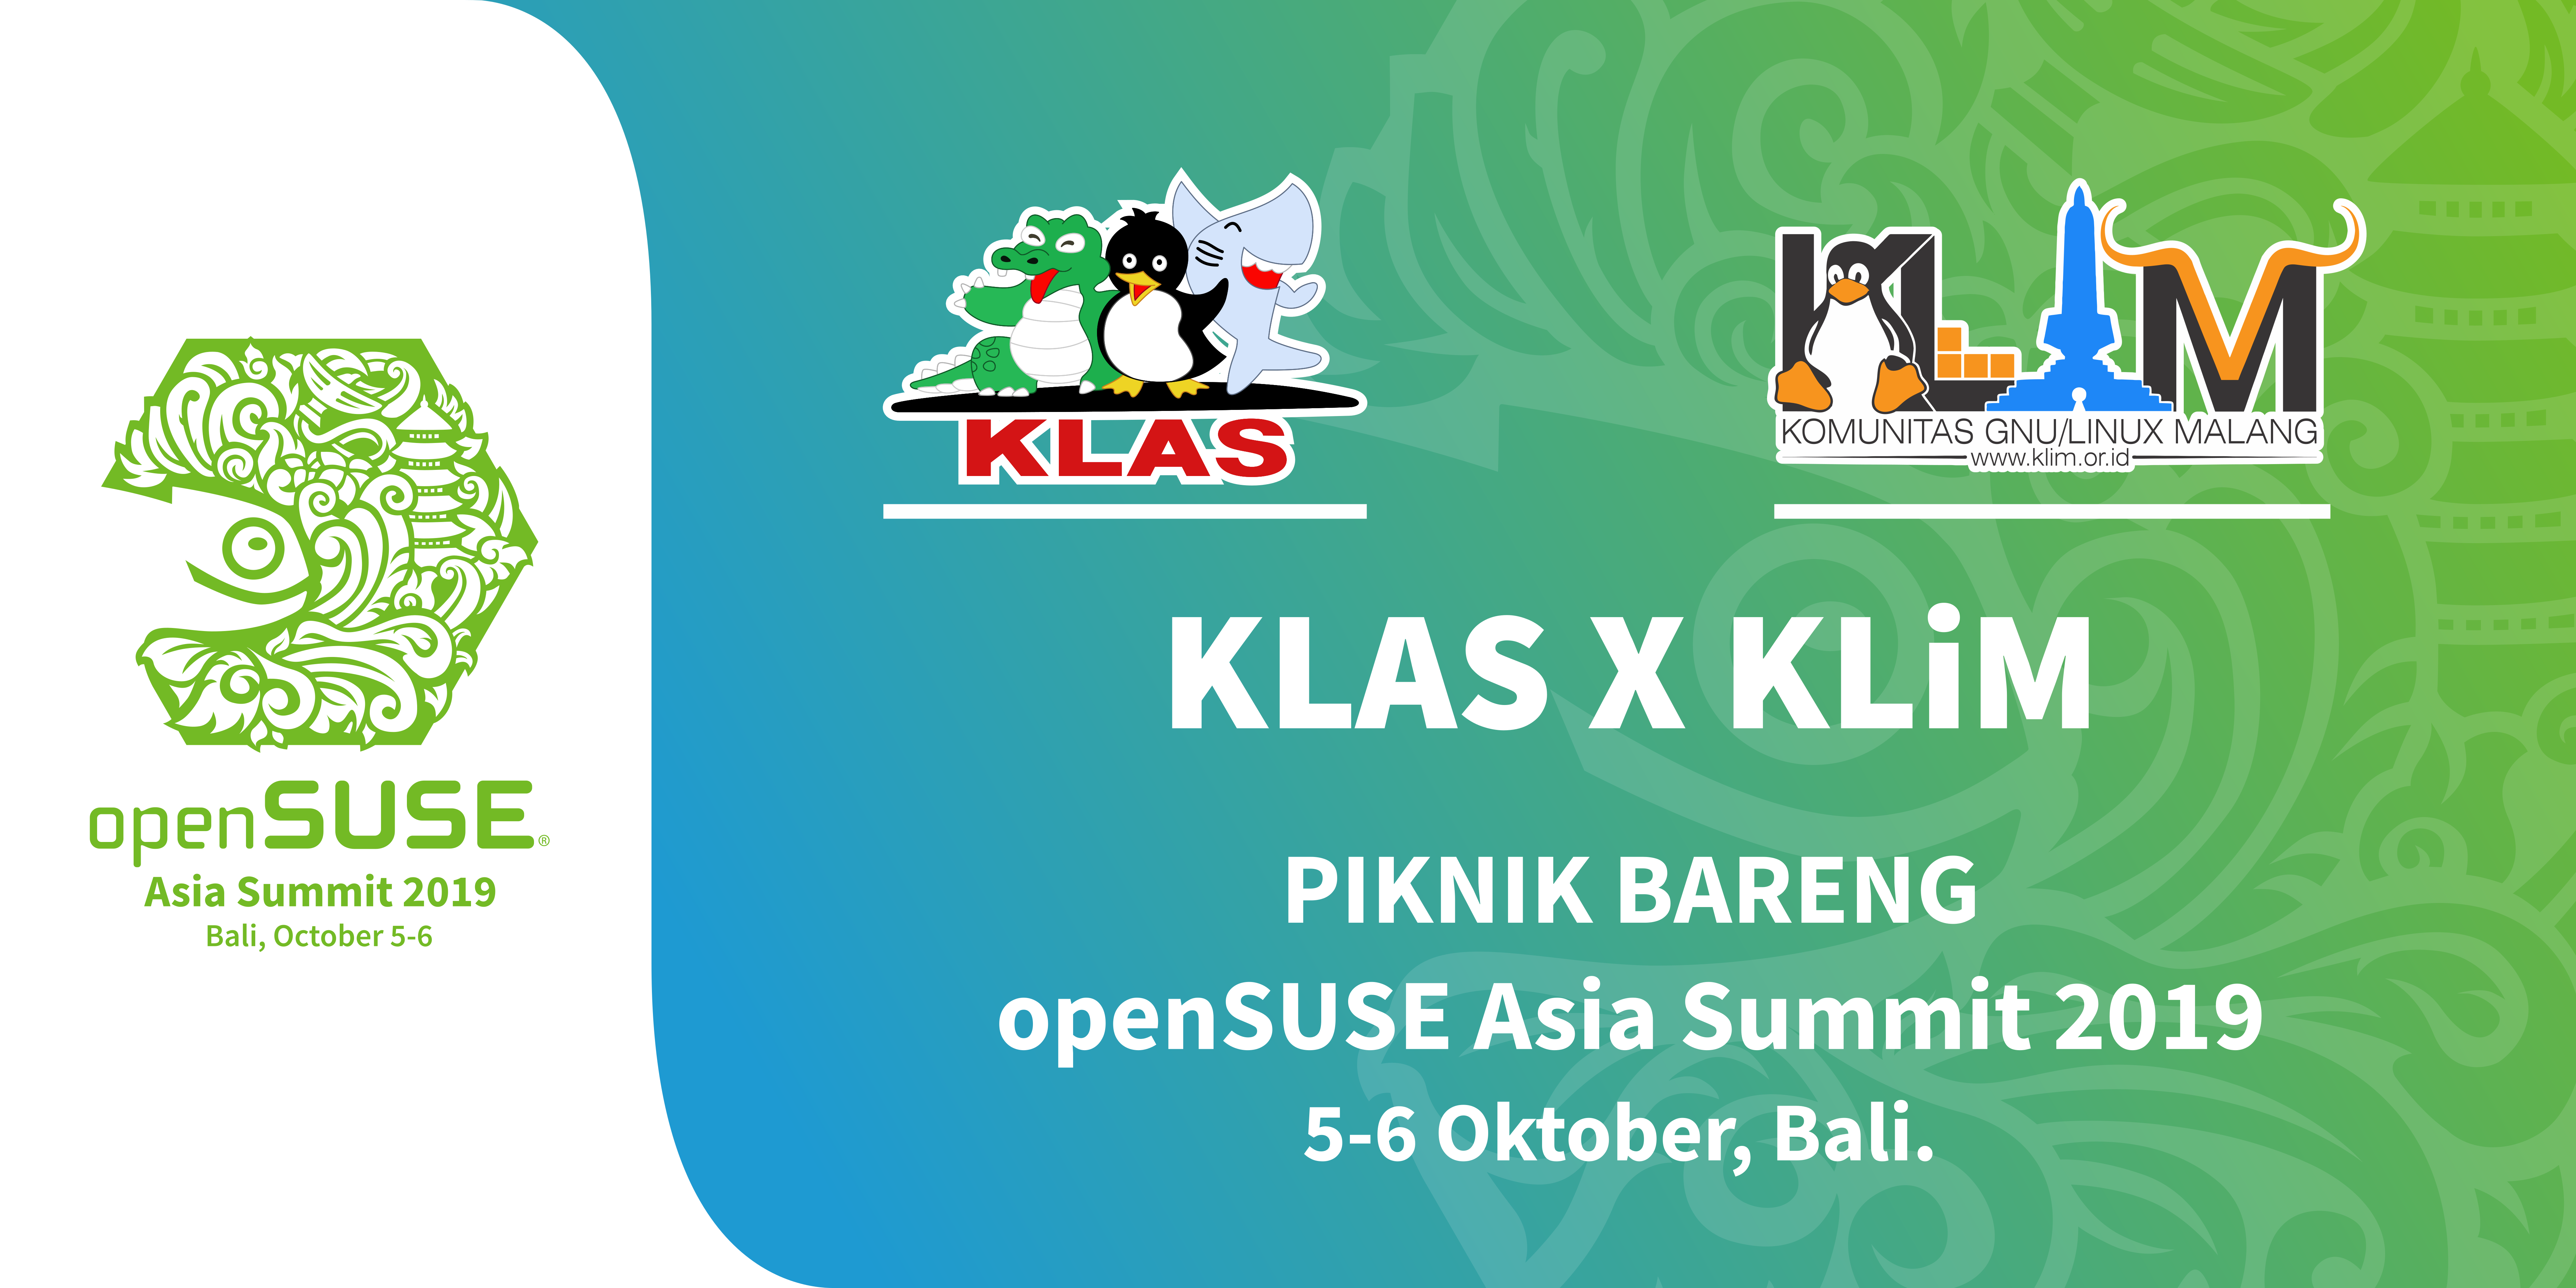 openSUSE®
Asia Summit 2019
Bali, October 5-6
KLAS
KLiM
KOMUNITAS GNU/LINUX MALANG
www.klim.or.id
KLAS X KLiM
PIKNIK BARENG
openSUSE Asia Summit 2019
5-6 Oktober, Bali.